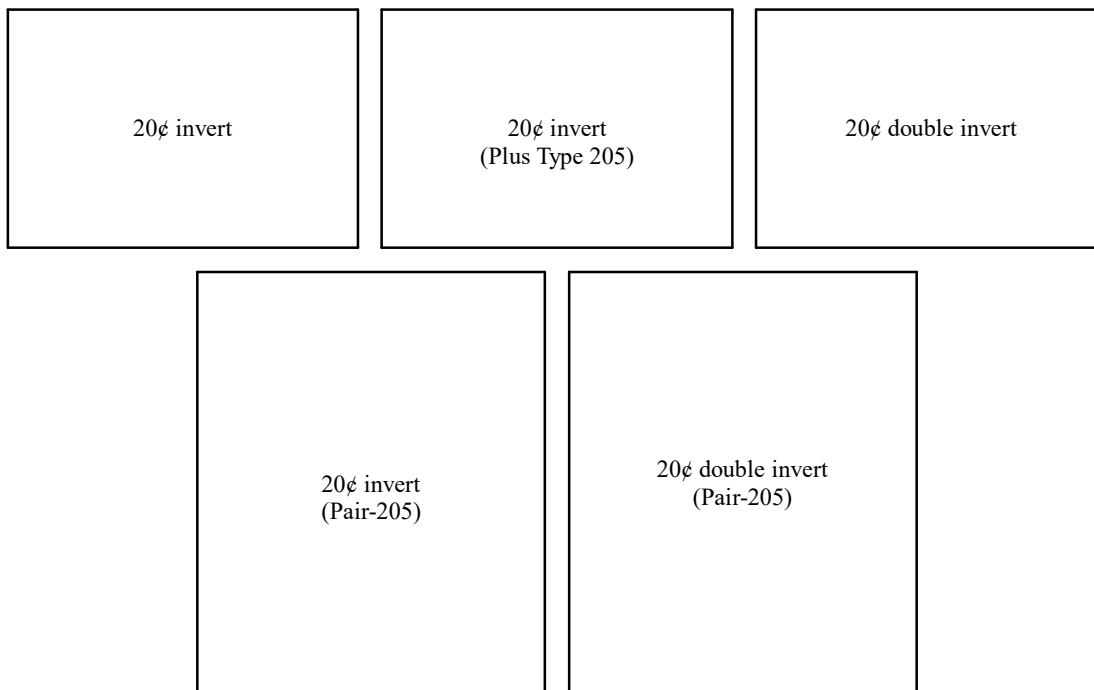 20¢ invert
20¢ invert
(Plus Type 205)
20¢ double invert
20¢ invert
(Pair-205)
20¢ double invert
(Pair-205)